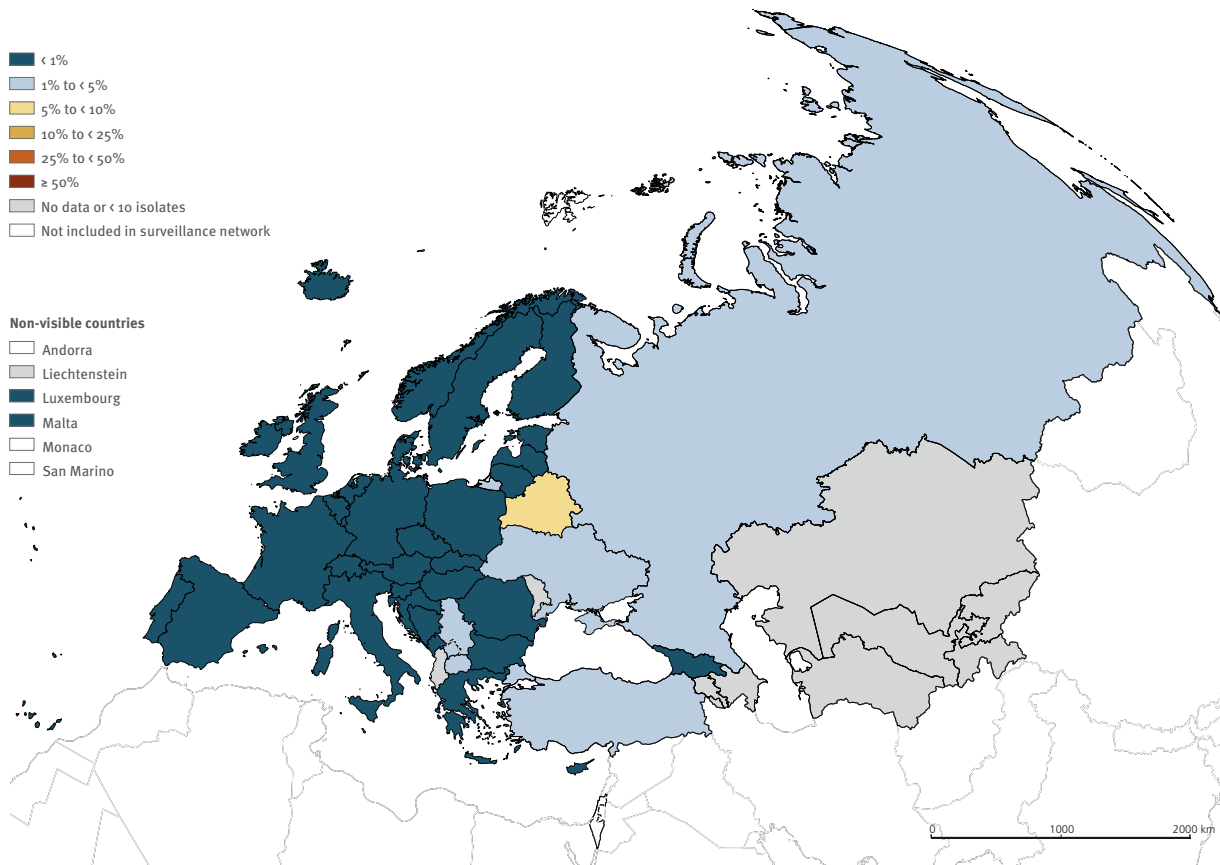 < 1%
1% to < 5%
5% to < 10%
10% to < 25%
25% to < 50%
≥ 50%
No data or < 10 isolates
Not included in surveillance network
Non-visible countries
Andorra
Liechtenstein
Luxembourg
Malta
Monaco
San Marino
0 1000 2000 km